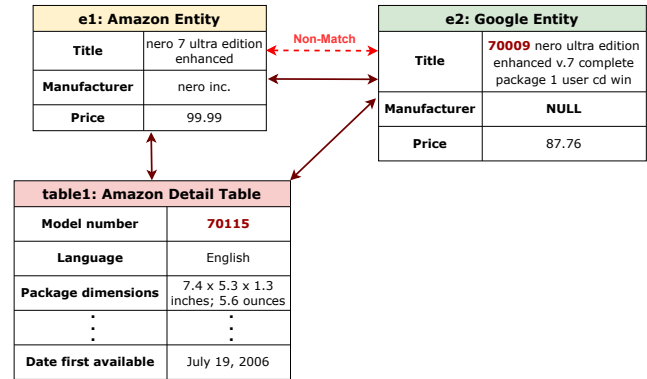 e1: Amazon Entity
Title
nero 7 ultra edition
enhanced
Manufacturer
nero inc.
Price
99.99
Non-Match
e2: Google Entity
Title
70009 nero ultra edition
enhanced v.7 complete
package 1 user cd win
Manufacturer
NULL
Price
87.76
table1: Amazon Detail Table
Model number
70115
Language
English
Package dimensions
7.4 x 5.3 x 1.3
inches; 5.6 ounces
Date first available
July 19, 2006